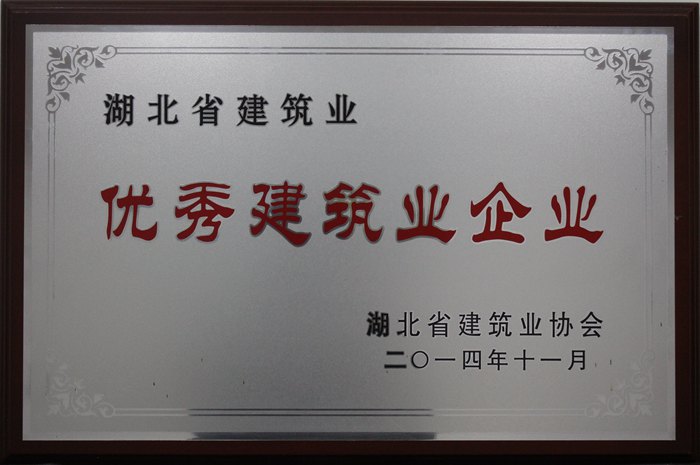 湖北省建筑业
优秀建筑业企业
湖北省建筑业协会
二〇一四年十一月